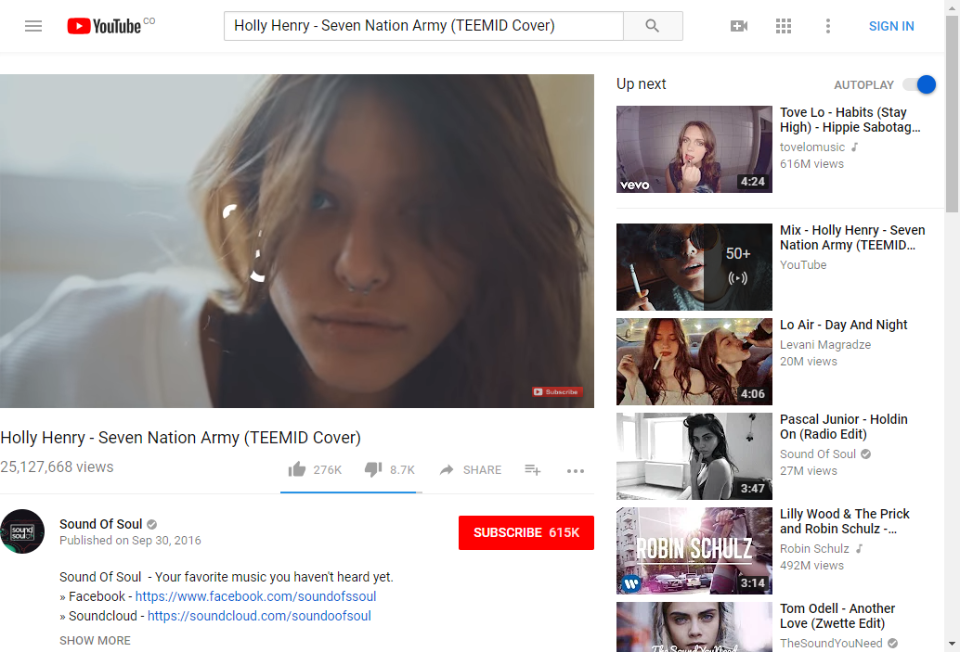 YouTube CO
Holly Henry - Seven Nation Army (TEEMID Cover)
SIGN IN
Subscribe
Holly Henry - Seven Nation Army (TEEMID Cover)
25,127,668 views
276K
8.7K
SHARE
sound
soul
Sound Of Soul
Published on Sep 30, 2016
SUBSCRIBE 615K
Sound Of Soul - Your favorite music you haven't heard yet.
» Facebook - https://www.facebook.com/soundofssoul
» Soundcloud - https://soundcloud.com/soundoofsoul
SHOW MORE
Up next
AUTOPLAY
vevo
4:24
Tove Lo - Habits (Stay
High) - Hippie Sabotag...
tovelomusic
616M views
50+
Mix - Holly Henry - Seven
Nation Army (TEEMID...
YouTube
4:06
Lo Air - Day And Night
Levani Magradze
20M views
3:47
Pascal Junior - Holdin
On (Radio Edit)
Sound Of Soul
27M views
ROBIN SCHULZ
W
3:14
Lilly Wood & The Prick
and Robin Schulz -...
Robin Schulz
492M views
TheSoundYouNeed
Tom Odell - Another
Love (Zwette Edit)
TheSoundYouNeed